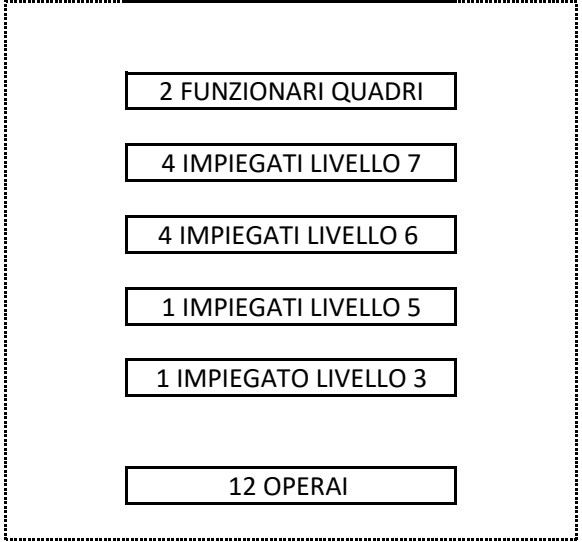 2 FUNZIONARI QUADRI
4 IMPIEGATI LIVELLO 7
4 IMPIEGATI LIVELLO 6
1 IMPIEGATI LIVELLO 5
1 IMPIEGATO LIVELLO 3
12 OPERAI